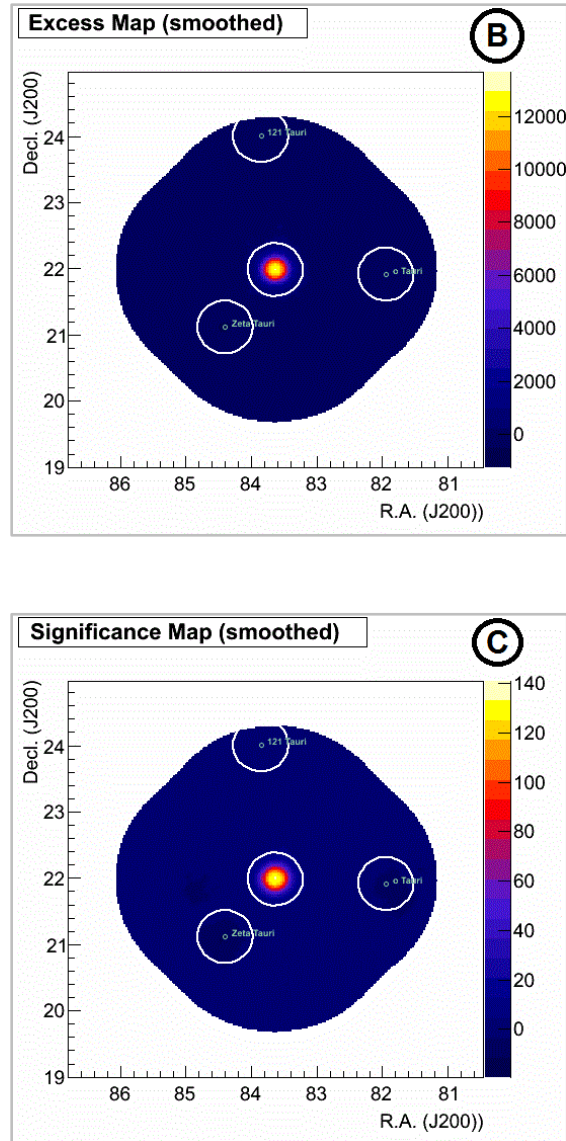 Excess Map (smoothed)
B
Decl. (J200)
24
23
22
21
20
19
121 Tauri
Tauri
Zeta Tauri
12000
10000
8000
6000
4000
2000
0
86 85 84 83 82 81
R.A. (J200))
Significance Map (smoothed)
C
Decl. (J200)
24
23
22
21
20
19
121 Tauri
Tauri
Zeta Tauri
140
120
100
80
60
40
20
0
86 85 84 83 82 81
R.A. (J200))